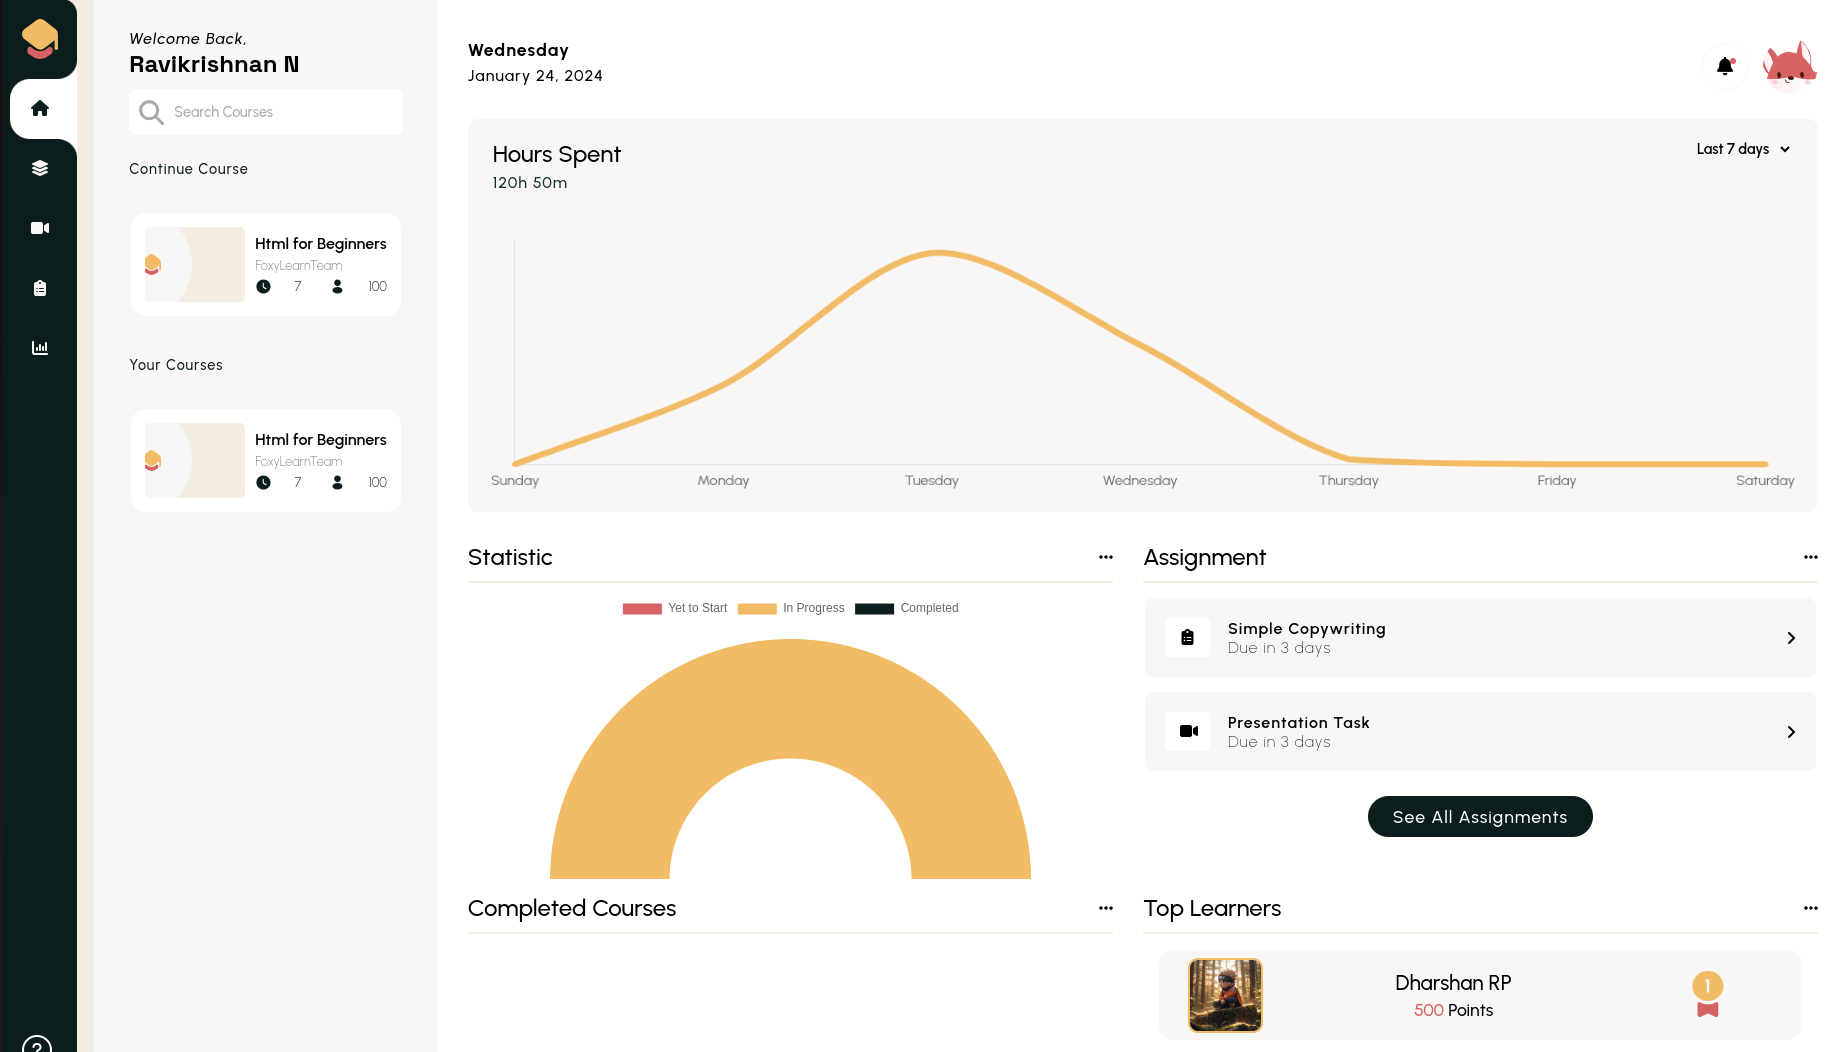 Welcome Back,
Ravikrishnan N
Search Courses
Continue Course
Html for Beginners
FoxyLearnTeam
7 100
Your Courses
Html for Beginners
FoxyLearnTeam
7 100
?
Wednesday
January 24, 2024
Hours Spent
120h 50m
Last 7 days
Sunday Monday Tuesday Wednesday Thursday Friday Saturday
Statistic
Yet to Start In Progress Completed
Assignment
Simple Copywriting
Due in 3 days
Presentation Task
Due in 3 days
See All Assignments
Completed Courses
Top Learners
Dharshan RP
500 Points
1